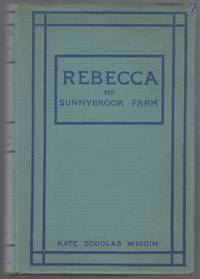 REBECCA
OF
SUNNYBROOK FARM
KATE DOUGLAS WIGGIN